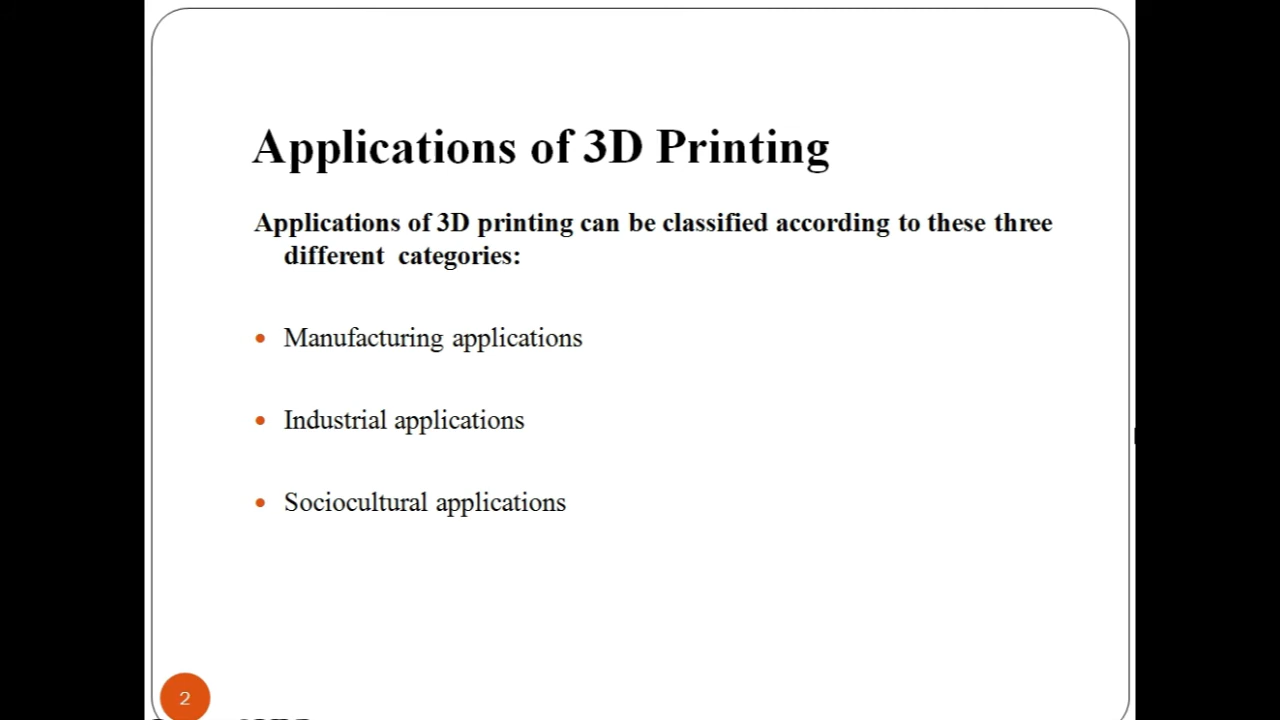 Applications of 3D Printing
Applications of 3D printing can be classified according to these three
different categories:
• Manufacturing applications
• Industrial applications
• Sociocultural applications
2